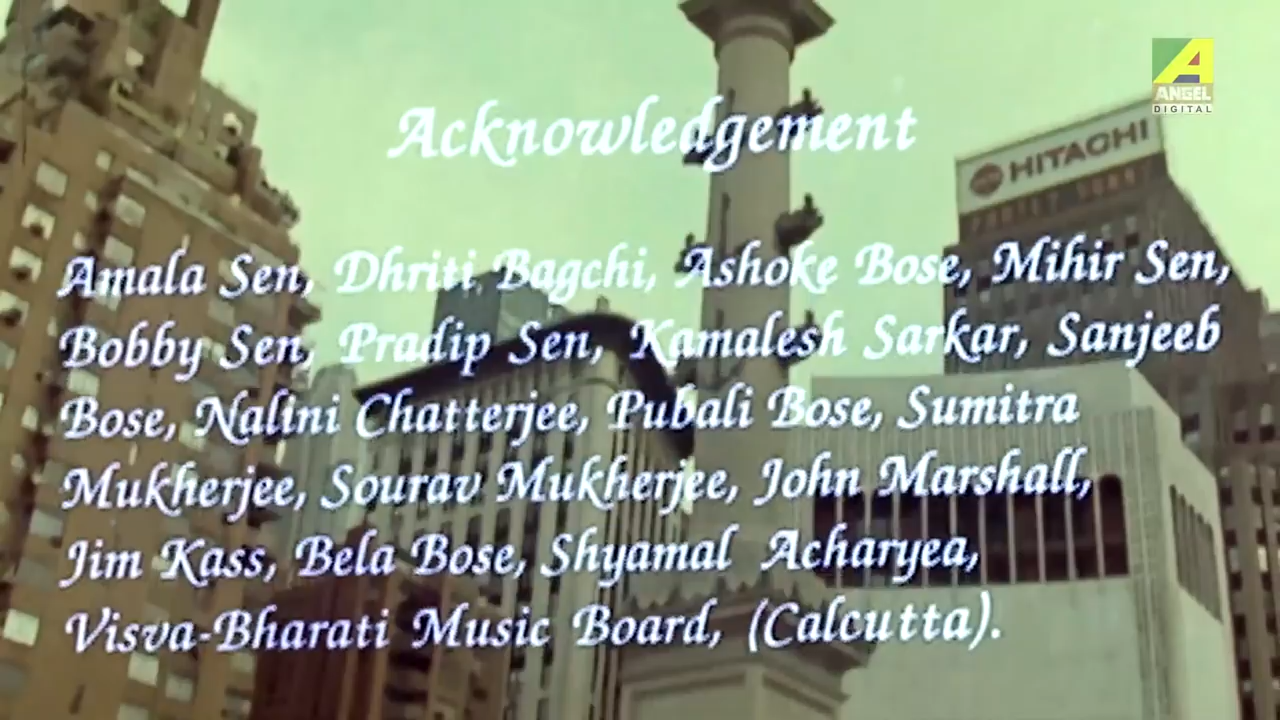 A
ANGEL
DIGITAL
Acknowledgement
HITACHI
Amala Sen, Dhriti Bagchi, Ashoke Bose, Mihir Sen,
Bobby Sen, Pradip Sen, Kamalesh Sarkar, Sanjeeb
Bose, Nalini Chatterjee, Pubali Bose, Sumitra
Mukherjee, Sourav Mukherjee, John Marshall,
Jim Kass, Bela Bose, Shyamal Acharyea,
Visva-Bharati Music Board, (Calcutta).